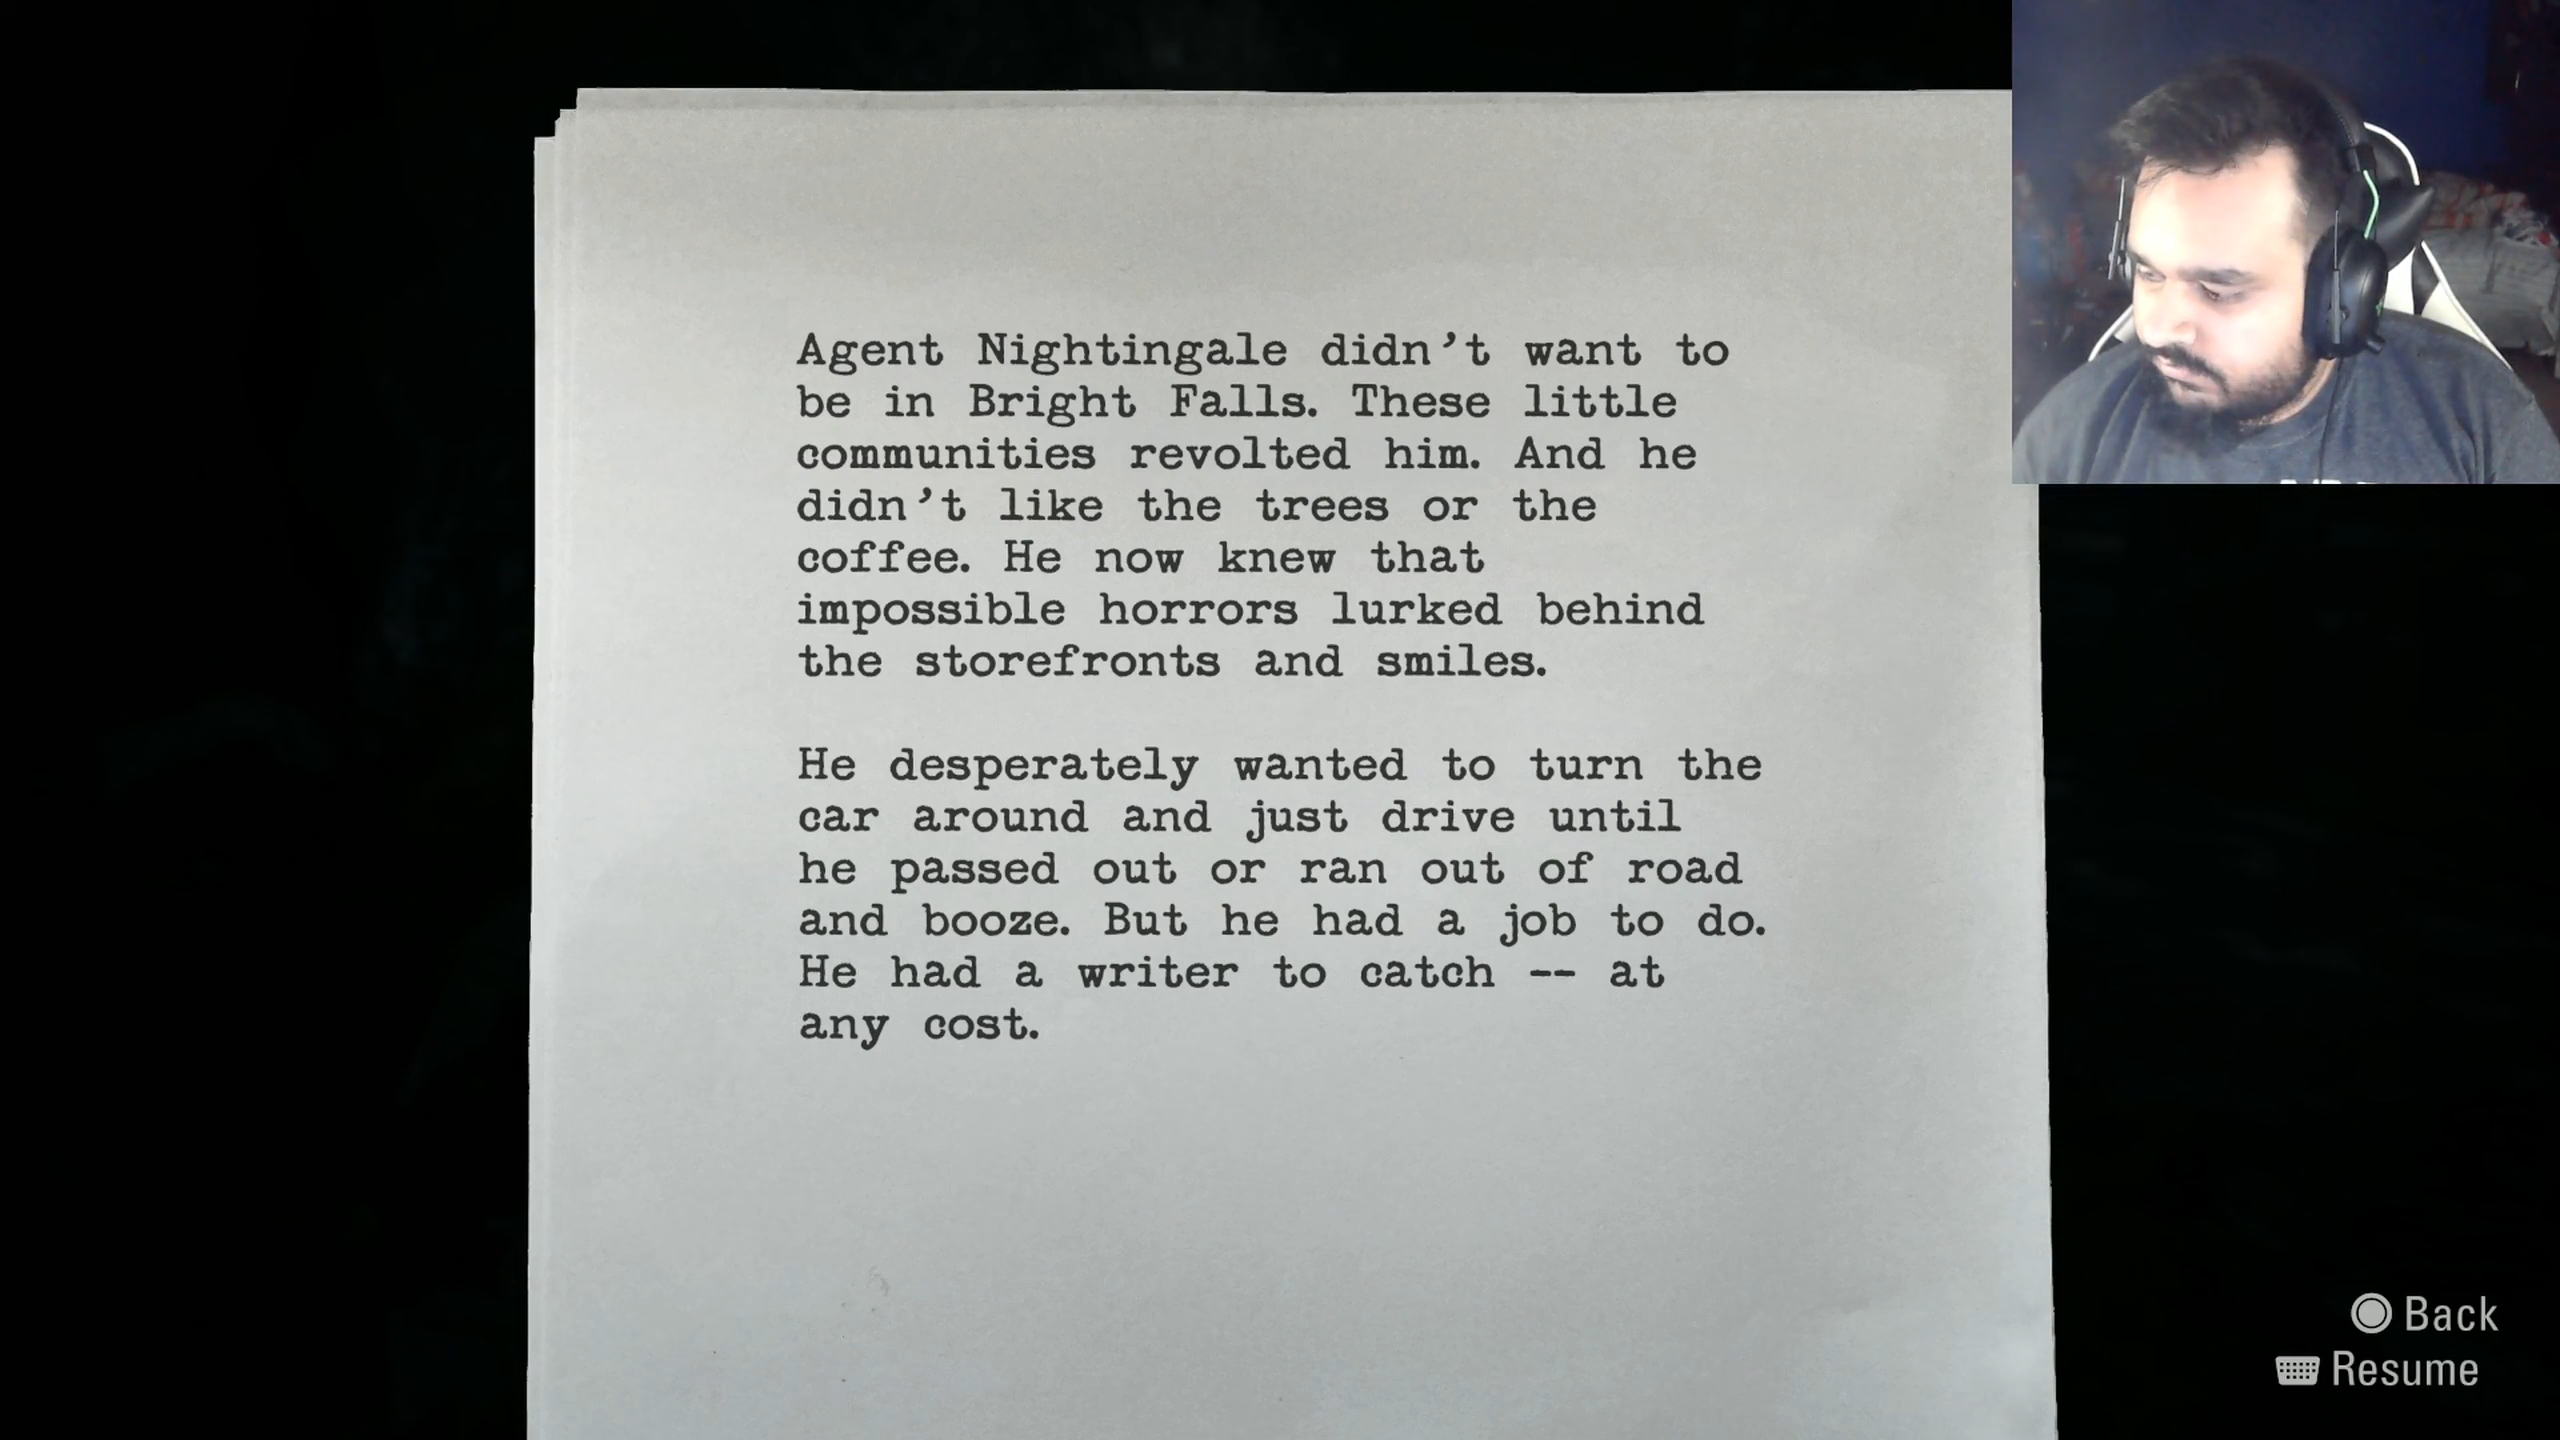 Agent Nightingale didn’t want to
be in Bright Falls. These little
communities revolted him. And he
didn’t like the trees or the
coffee. He now knew that
impossible horrors lurked behind
the storefronts and smiles.
He desperately wanted to turn the
car around and just drive until
he passed out or ran out of road
and booze. But he had a job to do.
He had a writer to catch -- at
any cost.
Back
Resume